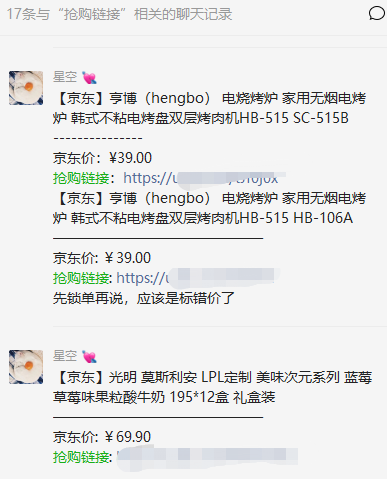 17条与“抢购链接”相关的聊天记录
星空
【京东】亨博（hengbo） 电烧烤炉 家用无烟电烤
炉 韩式不粘电烤盘双层烤肉机HB-515 SC-515B
---------------
京东价：¥39.00
抢购链接：https://u
【京东】亨博（hengbo） 电烧烤炉 家用无烟电烤
炉 韩式不粘电烤盘双层烤肉机HB-515 HB-106A
———————————————
京东价: ¥39.00
抢购链接: https://u
先锁单再说，应该是标错价了
星空
【京东】光明 莫斯利安 LPL定制 美味次元系列 蓝莓
草莓味果粒酸牛奶 195*12盒 礼盒装
———————————————
京东价: ¥69.90
抢购链接: